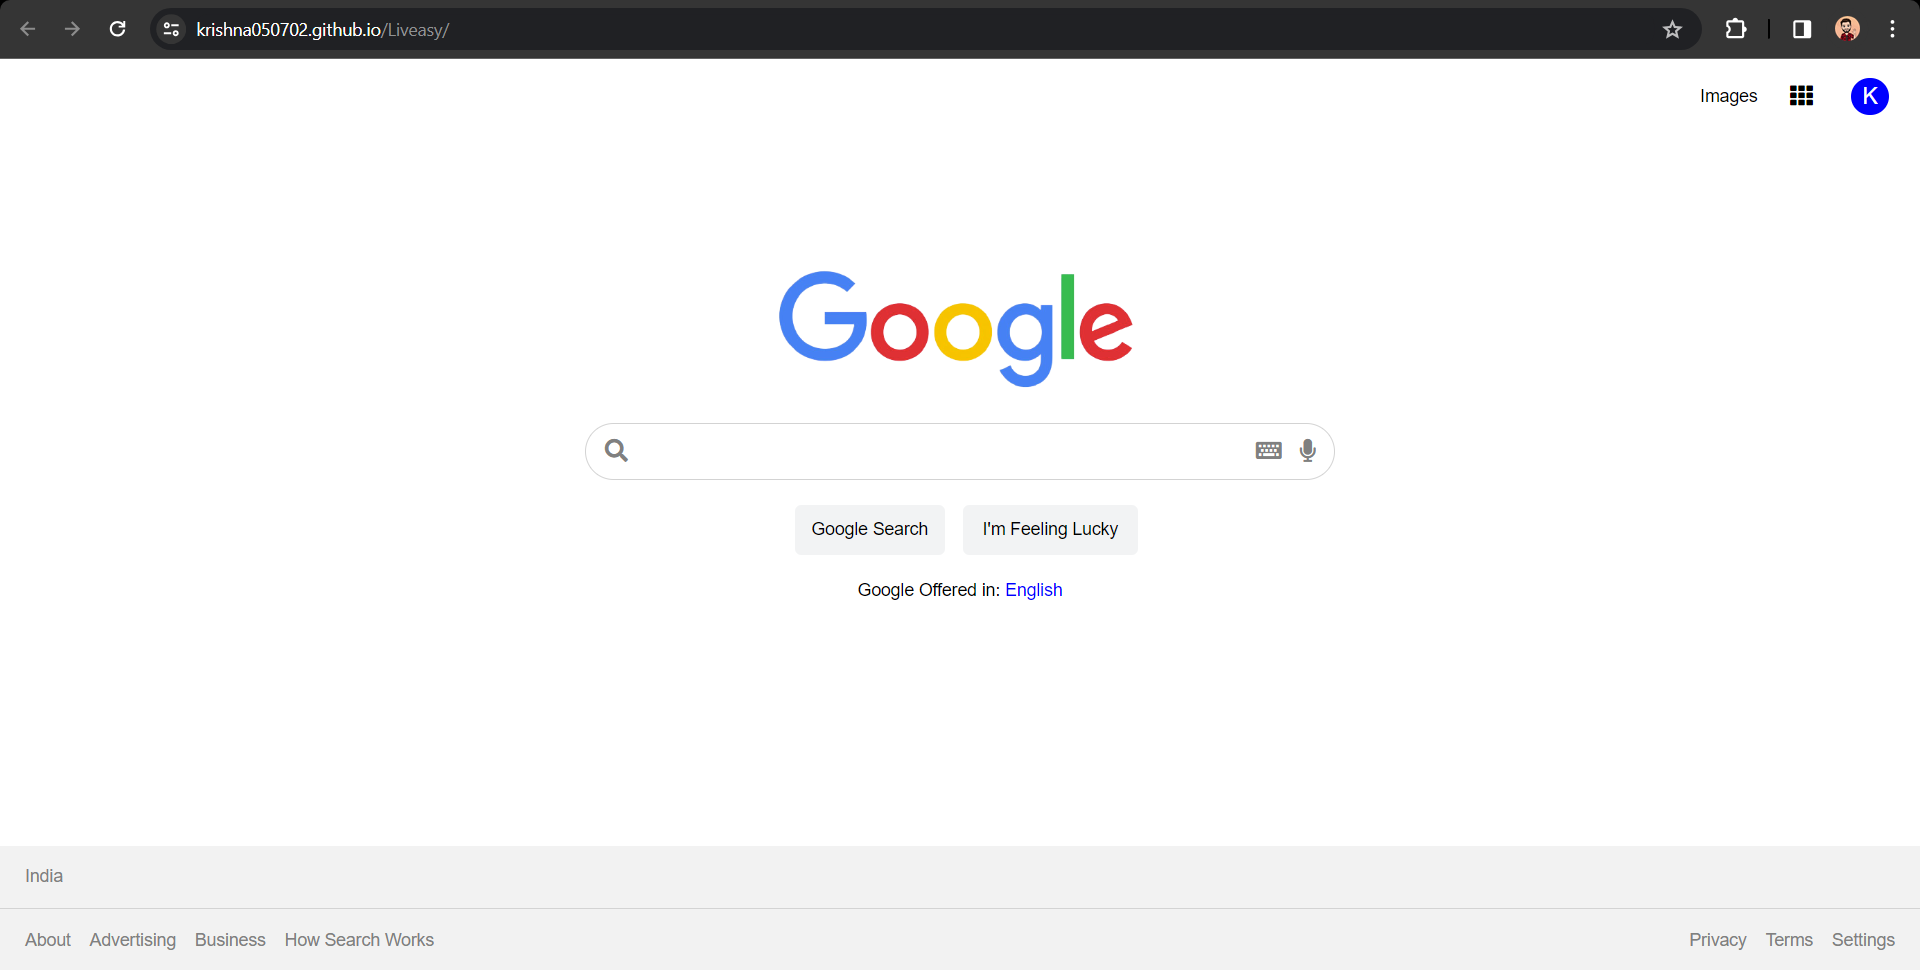 krishna050702.github.io/Liveasy/
Images K
Google
Google Search I'm Feeling Lucky
Google Offered in: English
India
About Advertising Business How Search Works Privacy Terms Settings